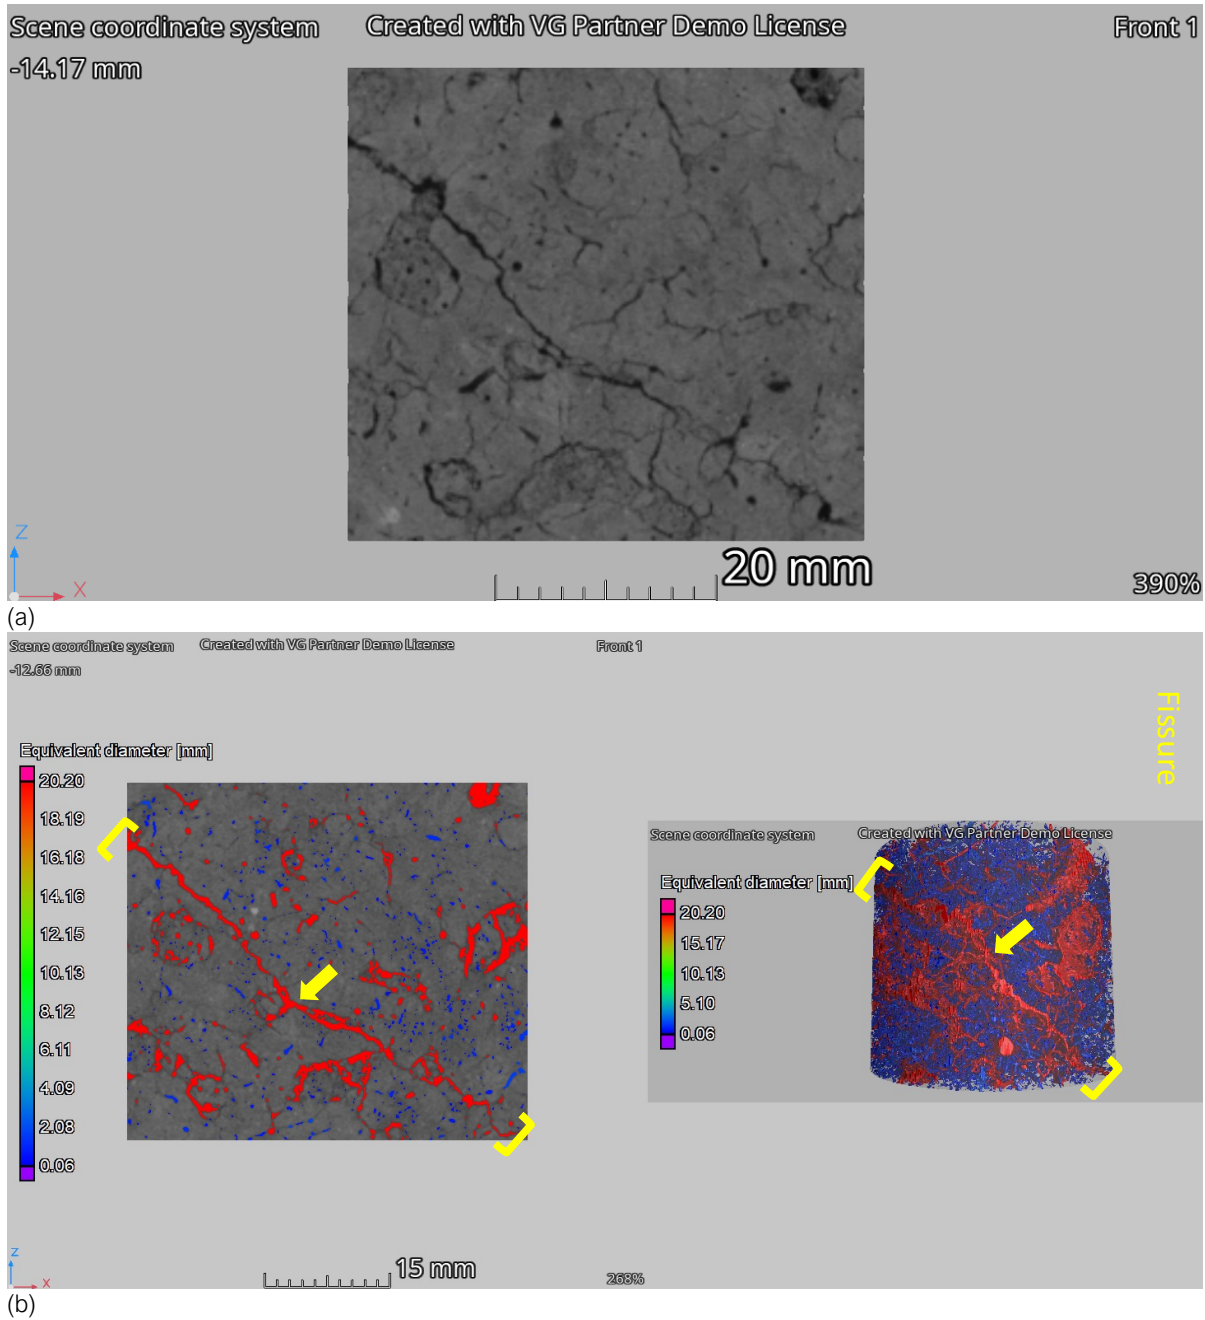 Scene coordinate system
Created with VG Partner Demo License
Front 1
-14.17 mm
Z
X
20 mm
390%
(a)
Scene coordinate system
Created with VG Partner Demo License
Front 1
-12.66 mm
Fissure
Equivalent diameter [mm]
20.20
18.19
16.18
14.16
12.15
10.13
8.12
6.11
4.09
2.08
0.06
Scene coordinate system
Created with VG Partner Demo License
Equivalent diameter [mm]
20.20
15.17
10.13
5.10
0.06
z
x
15 mm
268%
(b)